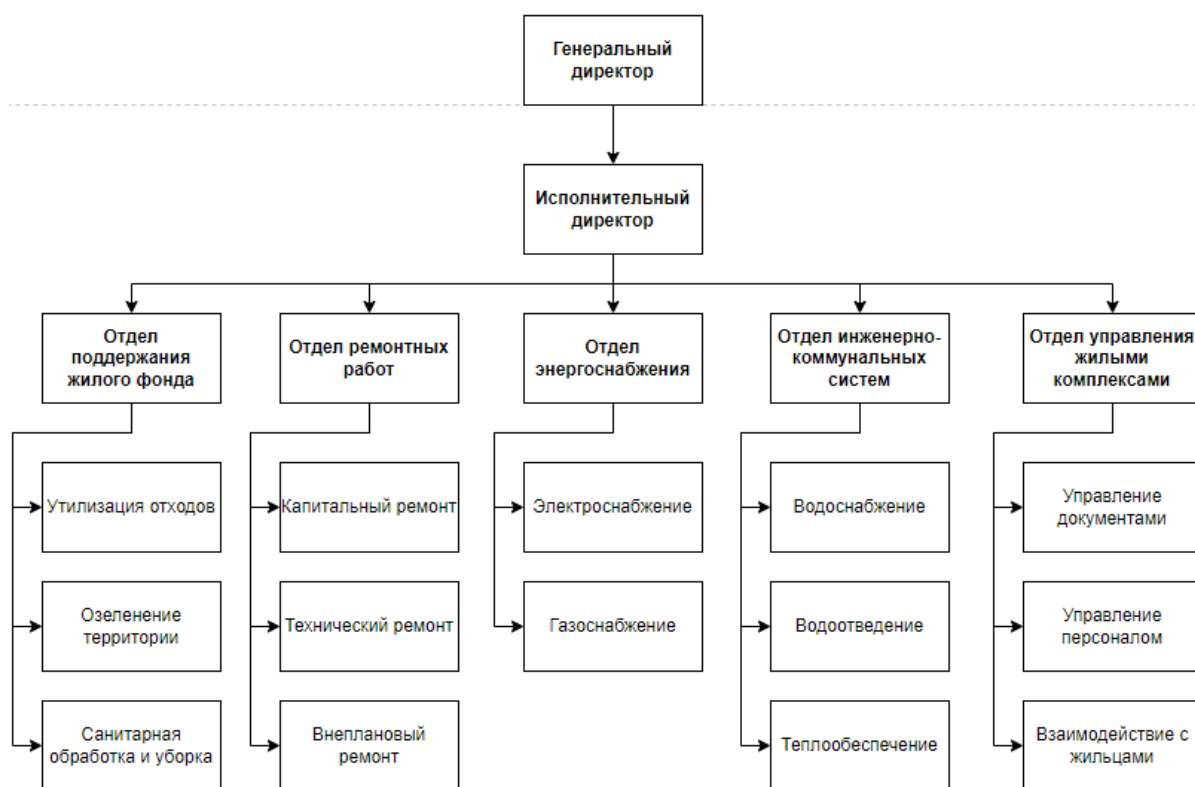 Генеральный
директор
Исполнительный
директор
Отдел
поддержания
жилого фонда
Отдел ремонтных
работ
Отдел
энергоснабжения
Отдел инженерно-
коммунальных
систем
Отдел управления
жилыми
комплексами
Утилизация отходов
Капитальный ремонт
Электроснабжение
Водоснабжение
Управление
документами
Озеленение
территории
Технический ремонт
Газоснабжение
Водоотведение
Управление
персоналом
Санитарная
обработка и уборка
Внеплановый
ремонт
Теплообеспечение
Взаимодействие с
жильцами